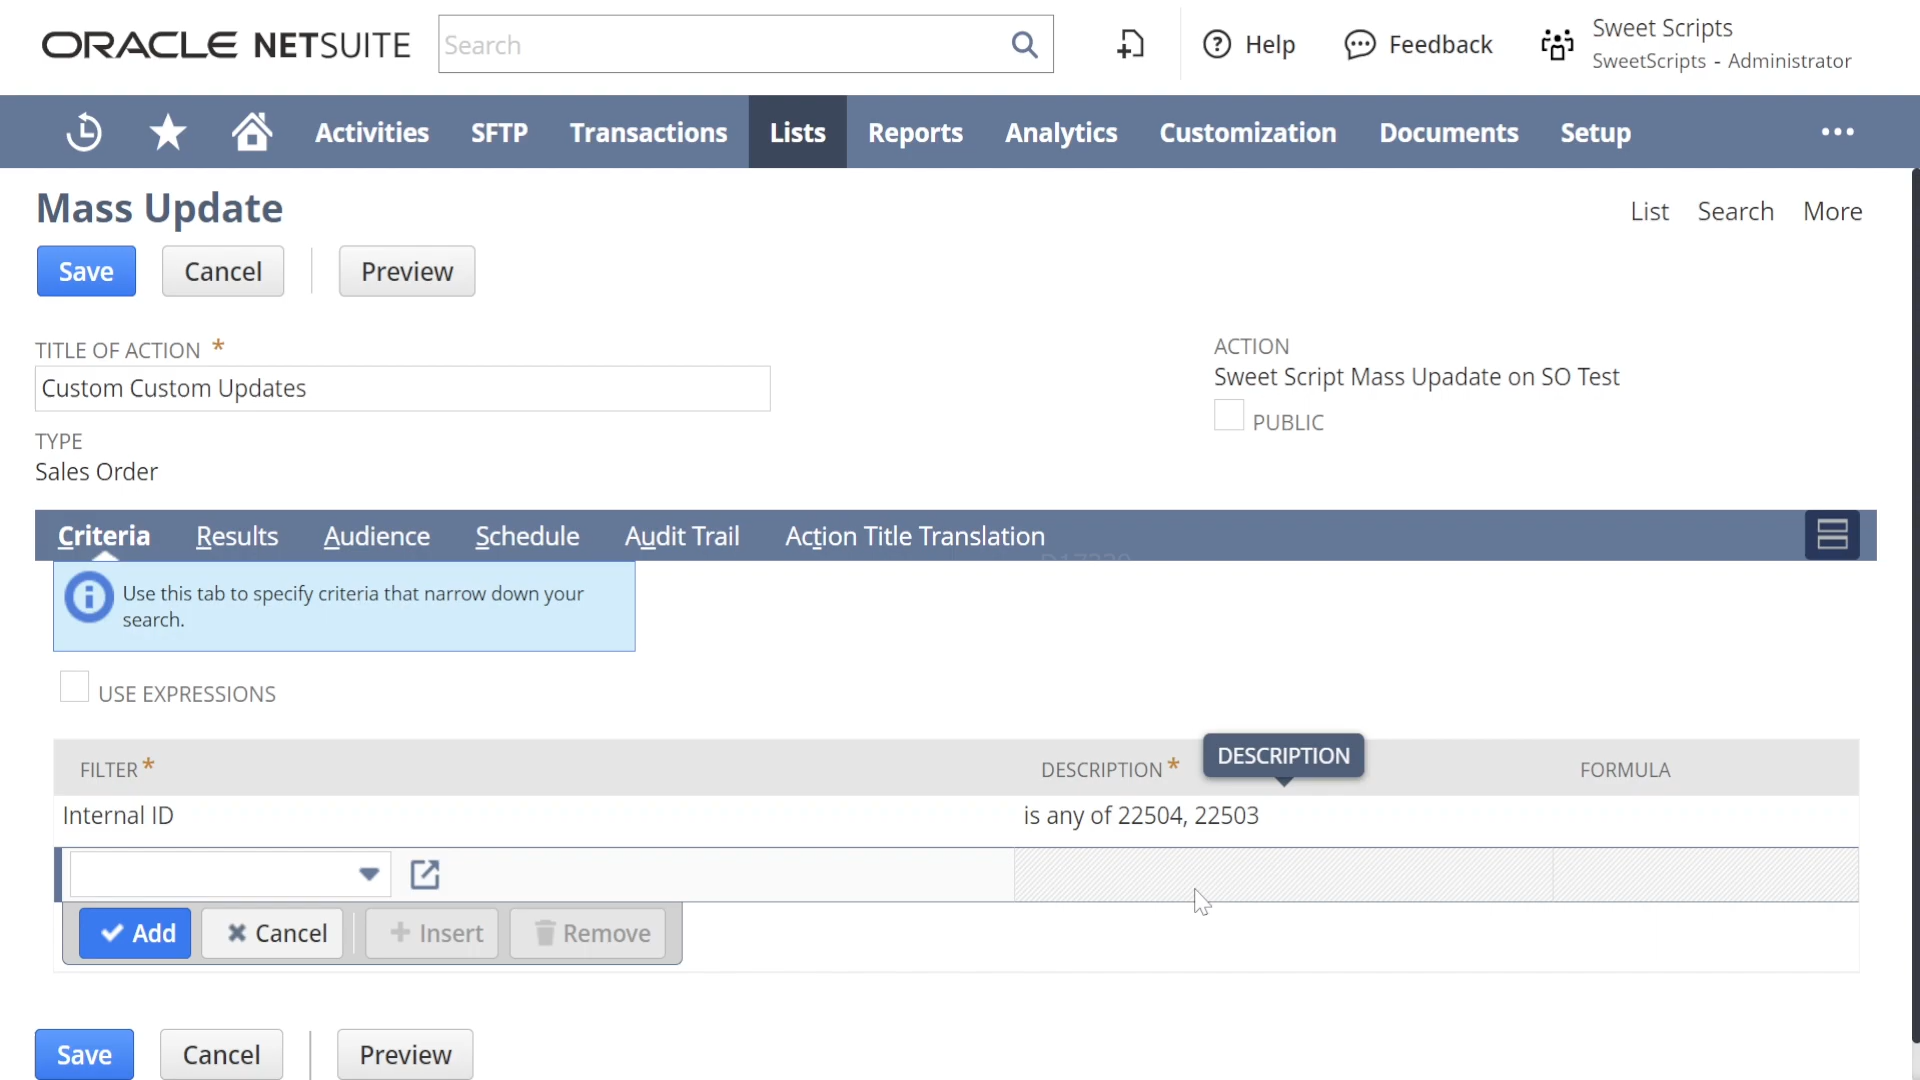 ORACLE NETSUITE
Search
Help
Feedback
Sweet Scripts
SweetScripts - Administrator
Activities
SFTP
Transactions
Lists
Reports
Analytics
Customization
Documents
Setup
Mass Update
List
Search
More
Save
Cancel
Preview
TITLE OF ACTION *
Custom Custom Updates
TYPE
Sales Order
ACTION
Sweet Script Mass Upadate on SO Test
PUBLIC
Criteria
Results
Audience
Schedule
Audit Trail
Action Title Translation
Use this tab to specify criteria that narrow down your
search.
USE EXPRESSIONS
FILTER *
DESCRIPTION *
DESCRIPTION
FORMULA
Internal ID
is any of 22504, 22503
Add
Cancel
Insert
Remove
Save
Cancel
Preview